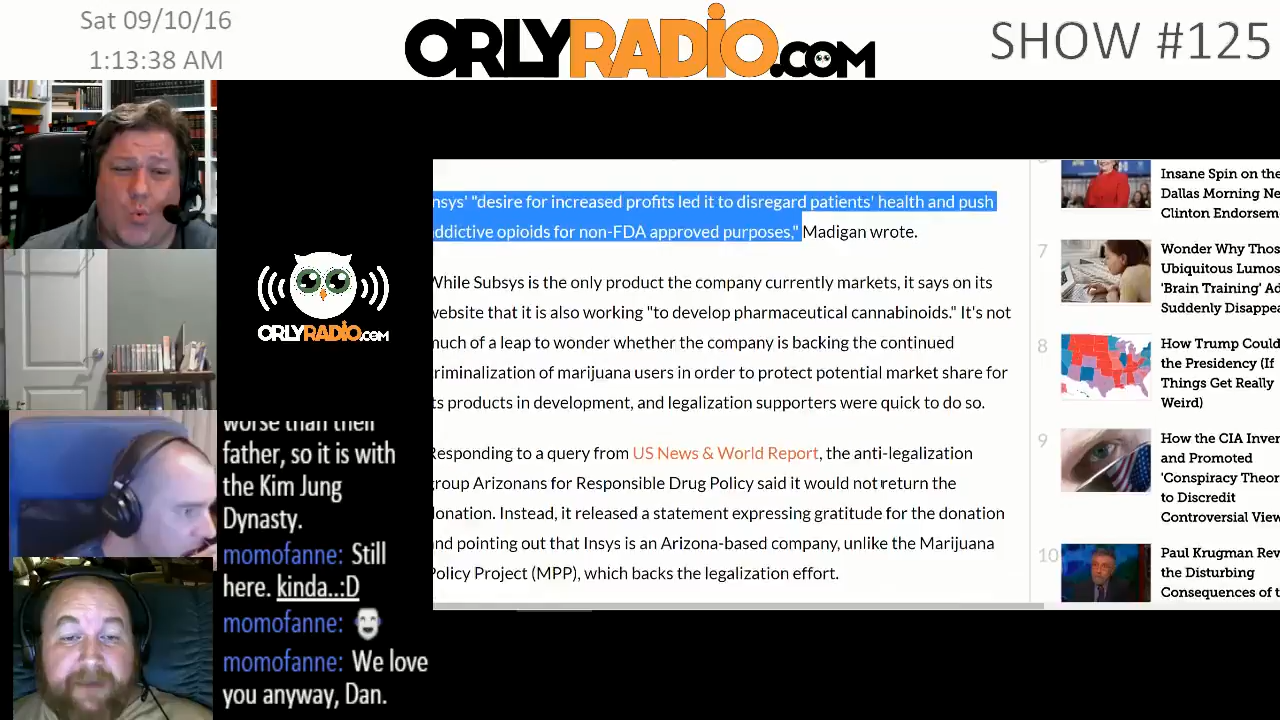 Sat 09/10/16
1:13:38 AM
ORLYRADIO.COM
SHOW #125
ORLYRADIO.COM
worse than their
father, so it is with
the Kim Jung
Dynasty.
momofanne: Still
here. kinda..:D
momofanne:
momofanne: We love
you anyway, Dan.
nsys' "desire for increased profits led it to disregard patients' health and push
ddictive opioids for non-FDA approved purposes," Madigan wrote.
While Subsys is the only product the company currently markets, it says on its
website that it is also working "to develop pharmaceutical cannabinoids." It's not
much of a leap to wonder whether the company is backing the continued
riminalization of marijuana users in order to protect potential market share for
ts products in development, and legalization supporters were quick to do so.
Responding to a query from US News & World Report, the anti-legalization
group Arizonans for Responsible Drug Policy said it would not return the
donation. Instead, it released a statement expressing gratitude for the donation
and pointing out that Insys is an Arizona-based company, unlike the Marijuana
Policy Project (MPP), which backs the legalization effort.
Insane Spin on the
Dallas Morning Ne
Clinton Endorsem
7
Wonder Why Thos
Ubiquitous Lumos
'Brain Training' Ad
Suddenly Disappea
8
How Trump Could
the Presidency (If
Things Get Really
Weird)
9
How the CIA Inven
and Promoted
'Conspiracy Theor
to Discredit
Controversial View
10
Paul Krugman Rev
the Disturbing
Consequences of t